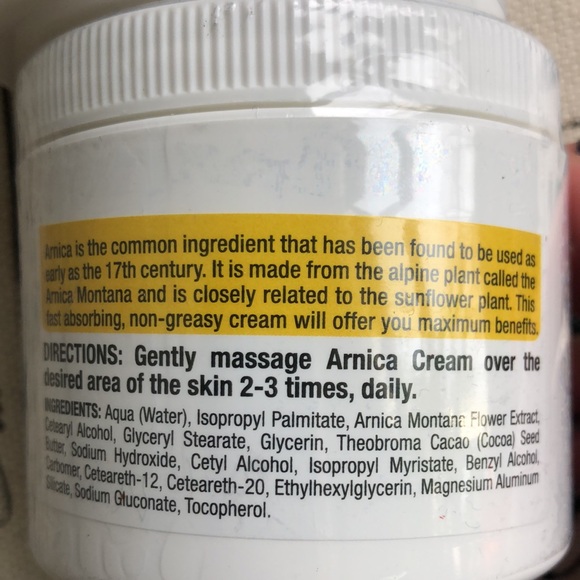 Arnica is the common ingredient that has been found to be used as
early as the 17th century. It is made from the alpine plant called the
Arnica Montana and is closely related to the sunflower plant. This
fast absorbing, non-greasy cream will offer you maximum benefits.
DIRECTIONS: Gently massage Arnica Cream over the
desired area of the skin 2-3 times, daily.
INGREDIENTS: Aqua (Water), Isopropyl Palmitate, Arnica Montana Flower Extract,
Cetearyl Alcohol, Glyceryl Stearate, Glycerin, Theobroma Cacao (Cocoa) Seed
Butter, Sodium Hydroxide, Cetyl Alcohol, Isopropyl Myristate, Benzyl Alcohol,
Carbomer, Ceteareth-12, Ceteareth-20, Ethylhexylglycerin, Magnesium Aluminum
Silicate, Sodium Gluconate, Tocopherol.